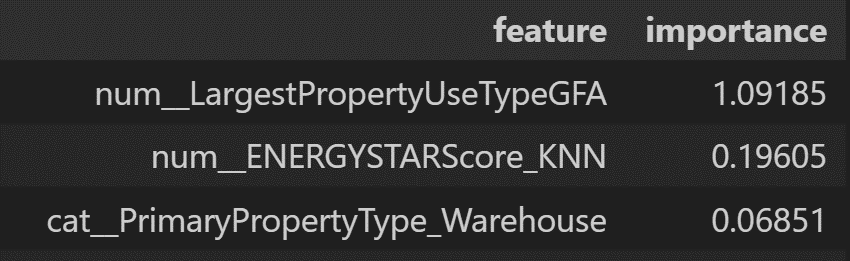 feature importance
num__LargestPropertyUseTypeGFA 1.09185
num__ENERGYSTARScore_KNN 0.19605
cat__PrimaryPropertyType_Warehouse 0.06851